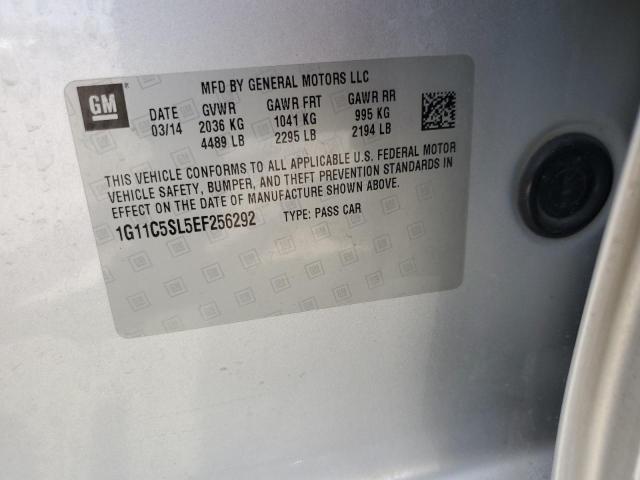 GM
MFD BY GENERAL MOTORS LLC
DATE GVWR GAWR FRT GAWR RR
03/14 2036 KG 1041 KG 995 KG
4489 LB 2295 LB 2194 LB
THIS VEHICLE CONFORMS TO ALL APPLICABLE U.S. FEDERAL MOTOR
VEHICLE SAFETY, BUMPER, AND THEFT PREVENTION STANDARDS IN
EFFECT ON THE DATE OF MANUFACTURE SHOWN ABOVE.
1G11C5SL5EF256292 TYPE: PASS CAR